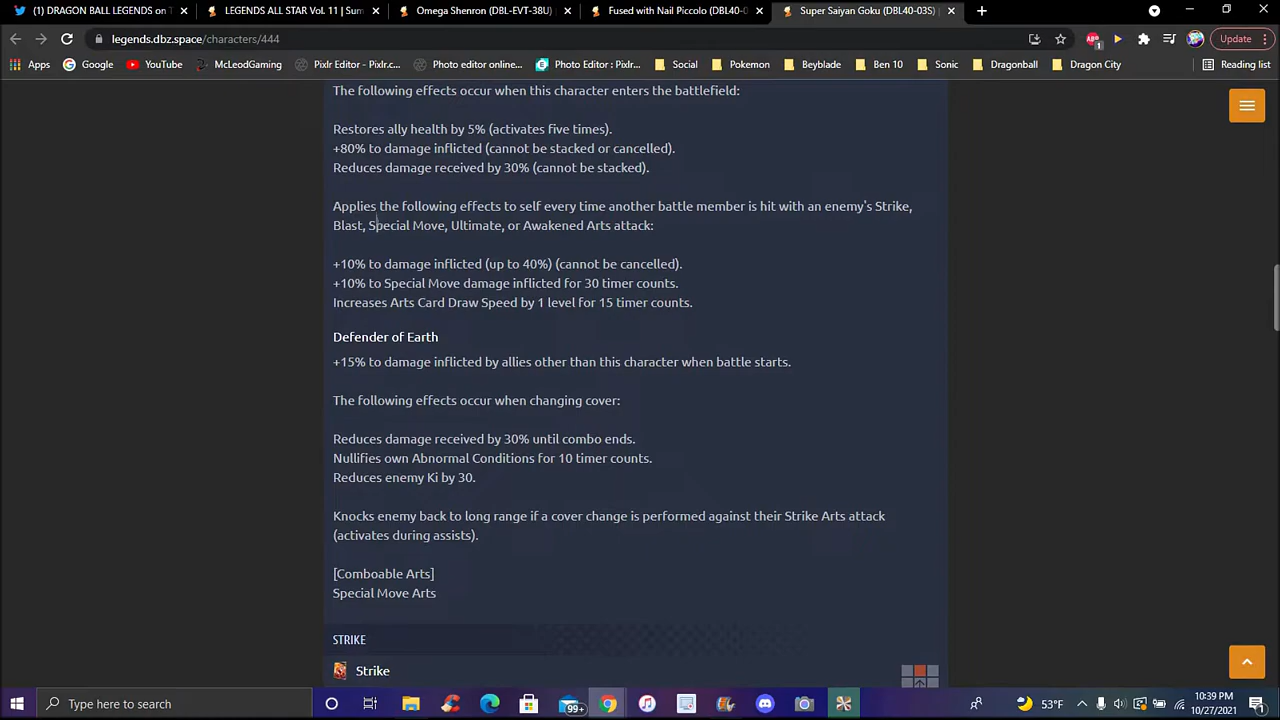 (1) DRAGON BALL LEGENDS on T
LEGENDS ALL STAR Vol. 11 | Sum
Omega Shenron (DBL-EVT-38U)
Fused with Nail Piccolo (DBL40-0
Super Saiyan Goku (DBL40-03S)
legends.dbz.space/characters/444
ABP
1
Update
Apps
Google
YouTube
McLeodGaming
Pixlr Editor - Pixlr.c...
Photo editor online...
Photo Editor : Pixlr...
Social
Pokemon
Beyblade
Ben 10
Sonic
Dragonball
Dragon City
Reading list
The following effects occur when this character enters the battlefield:
Restores ally health by 5% (activates five times).
+80% to damage inflicted (cannot be stacked or cancelled).
Reduces damage received by 30% (cannot be stacked).
Applies the following effects to self every time another battle member is hit with an enemy's Strike,
Blast, Special Move, Ultimate, or Awakened Arts attack:
+10% to damage inflicted (up to 40%) (cannot be cancelled).
+10% to Special Move damage inflicted for 30 timer counts.
Increases Arts Card Draw Speed by 1 level for 15 timer counts.
Defender of Earth
+15% to damage inflicted by allies other than this character when battle starts.
The following effects occur when changing cover:
Reduces damage received by 30% until combo ends.
Nullifies own Abnormal Conditions for 10 timer counts.
Reduces enemy Ki by 30.
Knocks enemy back to long range if a cover change is performed against their Strike Arts attack
(activates during assists).
[Comboable Arts]
Special Move Arts
STRIKE
Strike
Type here to search
99+
53°F
10:39 PM
10/27/2021